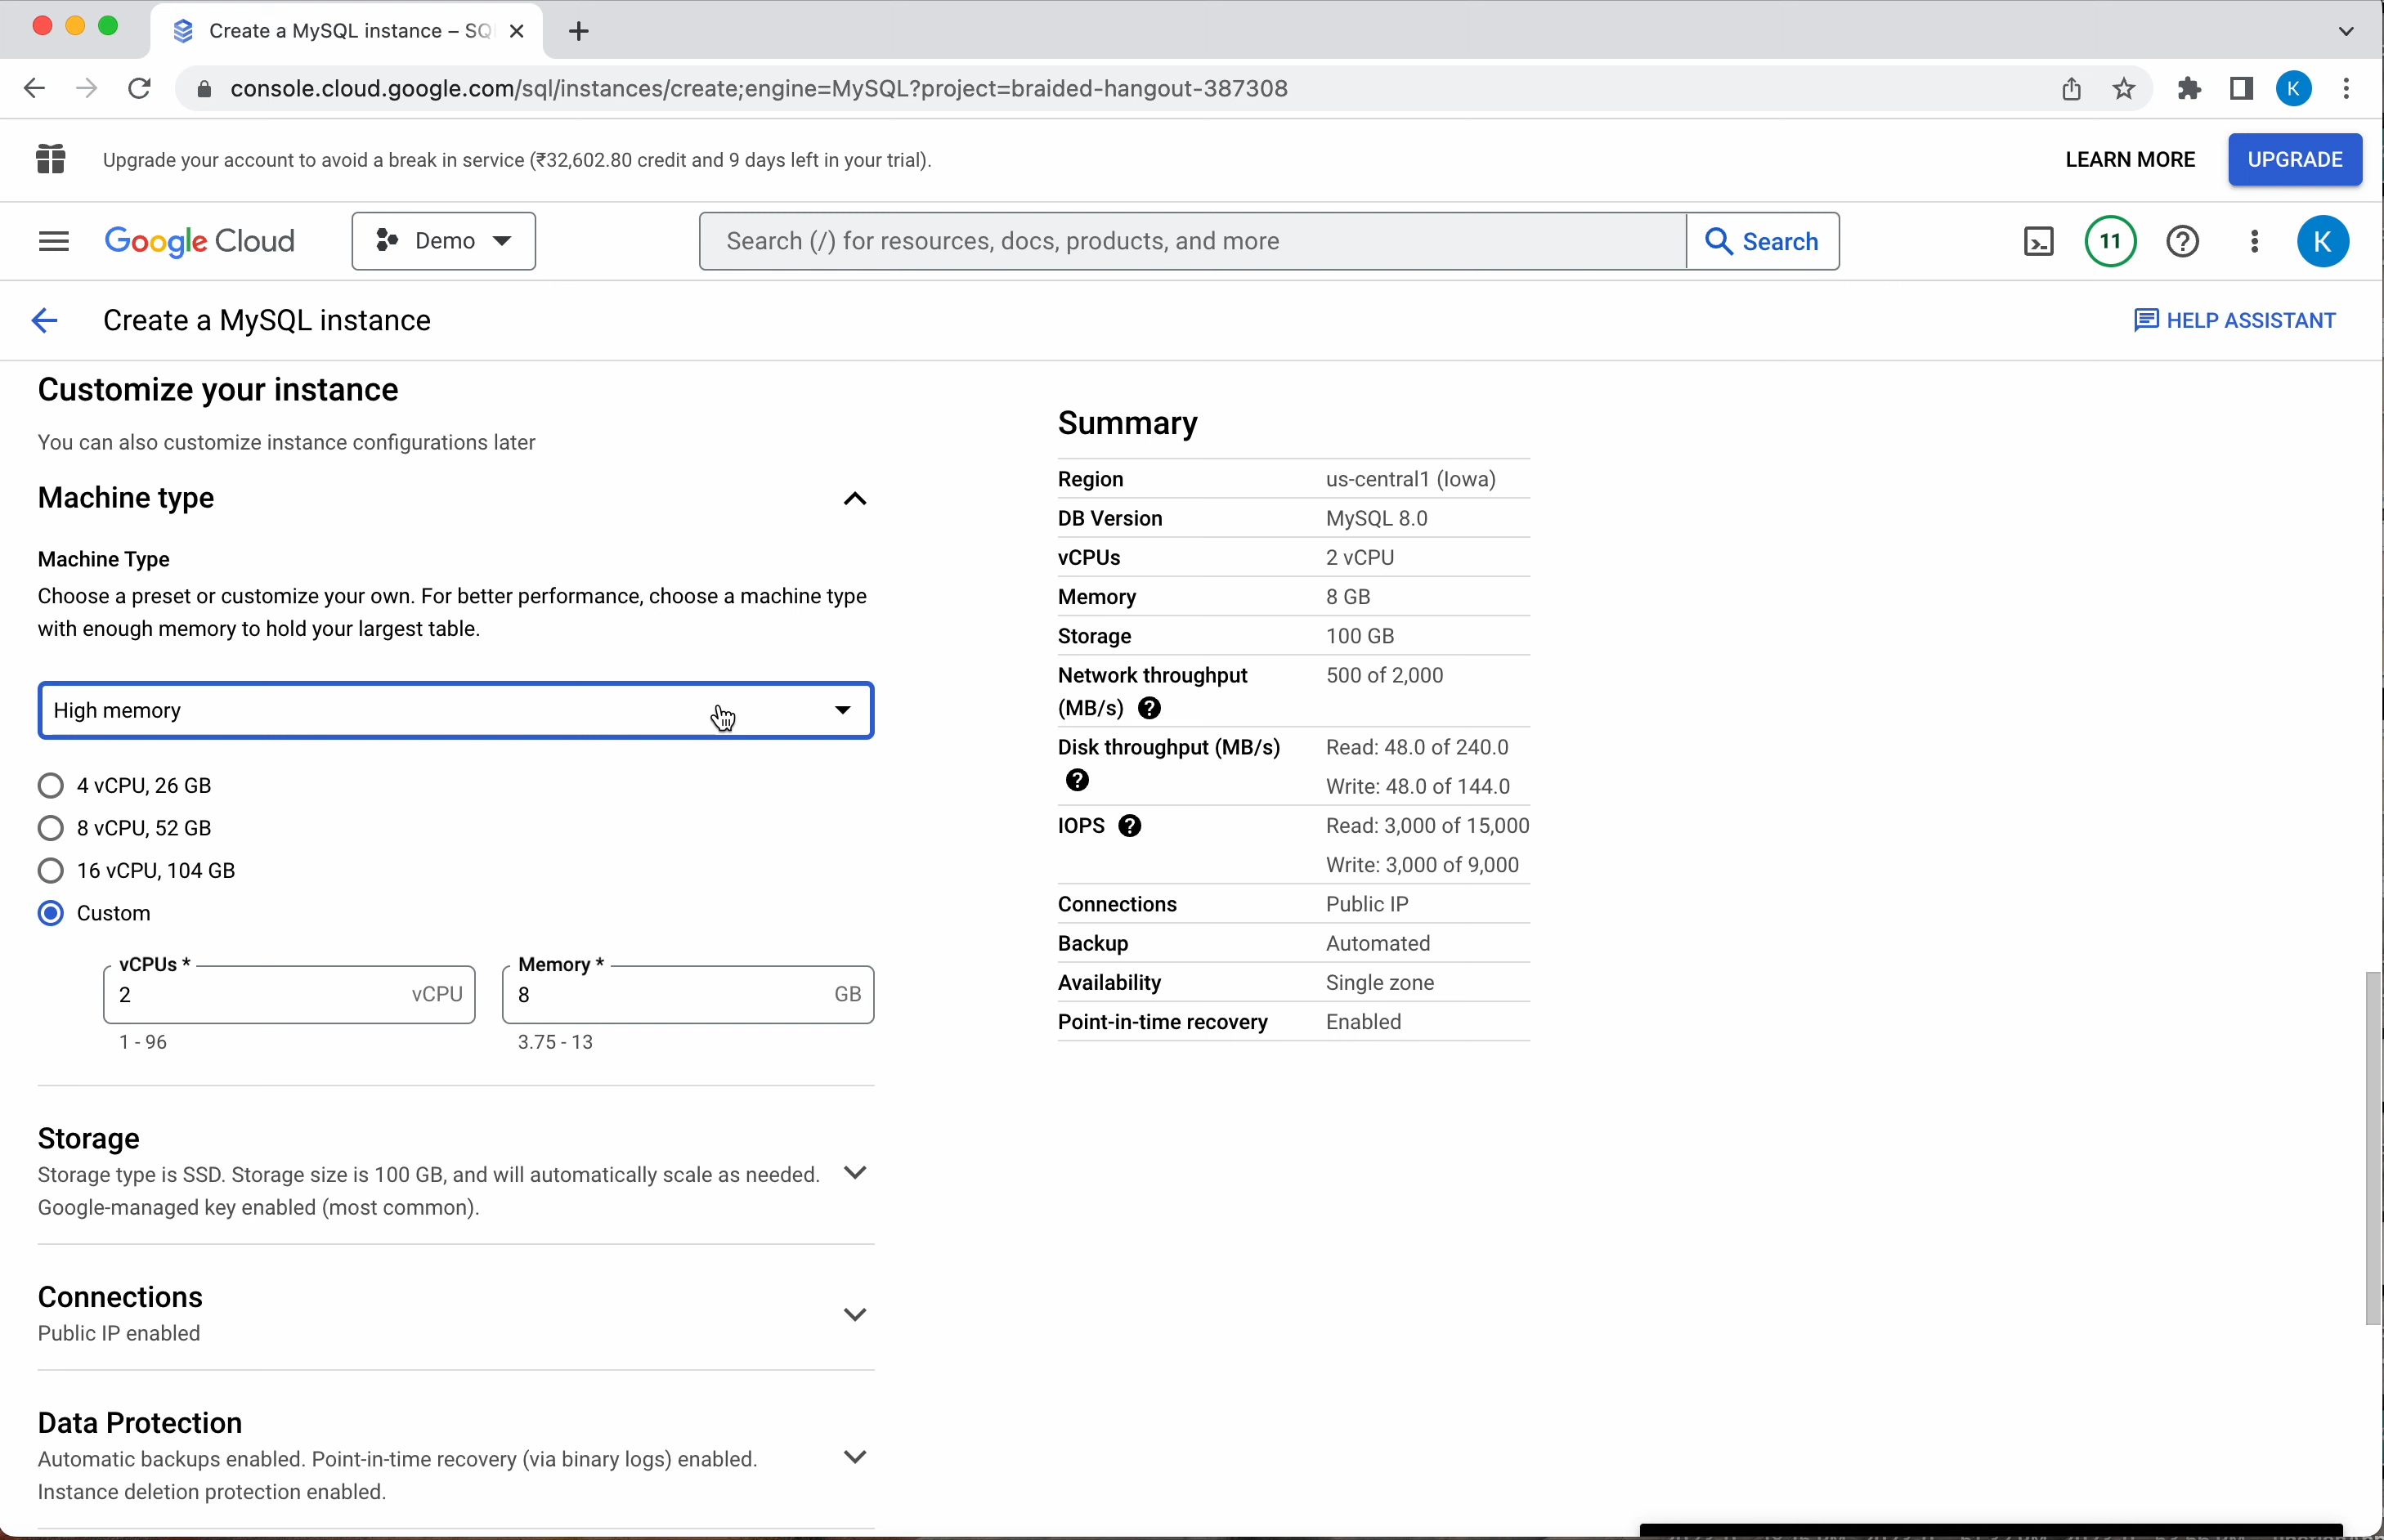 Create a MySQL instance – SQ
console.cloud.google.com/sql/instances/create;engine=MySQL?project=braided-hangout-387308
K
Upgrade your account to avoid a break in service (₹32,602.80 credit and 9 days left in your trial).
LEARN MORE
UPGRADE
Google Cloud
Demo
Search (/) for resources, docs, products, and more
Search
11
K
Create a MySQL instance
HELP ASSISTANT
Customize your instance
You can also customize instance configurations later
Machine type
Machine Type
Choose a preset or customize your own. For better performance, choose a machine type
with enough memory to hold your largest table.
High memory
4 vCPU, 26 GB
8 vCPU, 52 GB
16 vCPU, 104 GB
Custom
vCPUs *
2 vCPU
1 - 96
Memory *
8 GB
3.75 - 13
Storage
Storage type is SSD. Storage size is 100 GB, and will automatically scale as needed.
Google-managed key enabled (most common).
Connections
Public IP enabled
Data Protection
Automatic backups enabled. Point-in-time recovery (via binary logs) enabled.
Instance deletion protection enabled.
Summary
Region us-central1 (Iowa)
DB Version MySQL 8.0
vCPUs 2 vCPU
Memory 8 GB
Storage 100 GB
Network throughput 500 of 2,000
(MB/s) ?
Disk throughput (MB/s) Read: 48.0 of 240.0
? Write: 48.0 of 144.0
IOPS ? Read: 3,000 of 15,000
Write: 3,000 of 9,000
Connections Public IP
Backup Automated
Availability Single zone
Point-in-time recovery Enabled